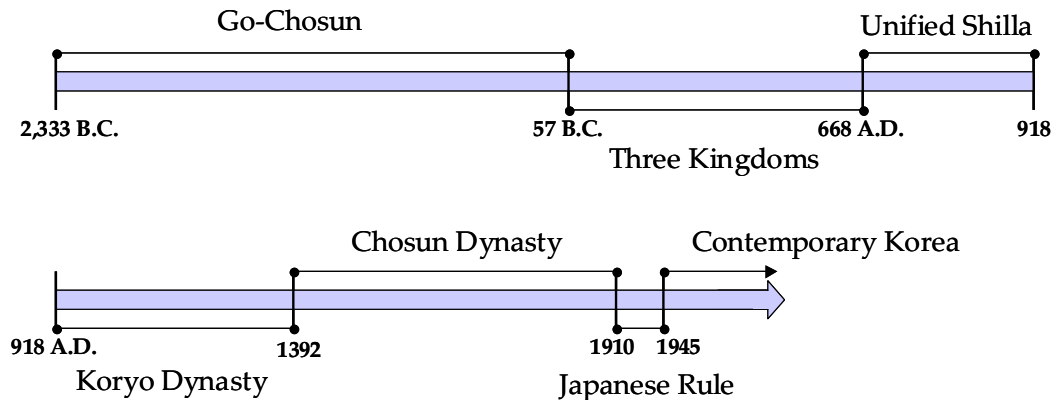 Go-Chosun
Unified Shilla
2,333 B.C.
57 B.C.
668 A.D.
918
Three Kingdoms
Chosun Dynasty
Contemporary Korea
918 A.D.
1392
1910
1945
Koryo Dynasty
Japanese Rule